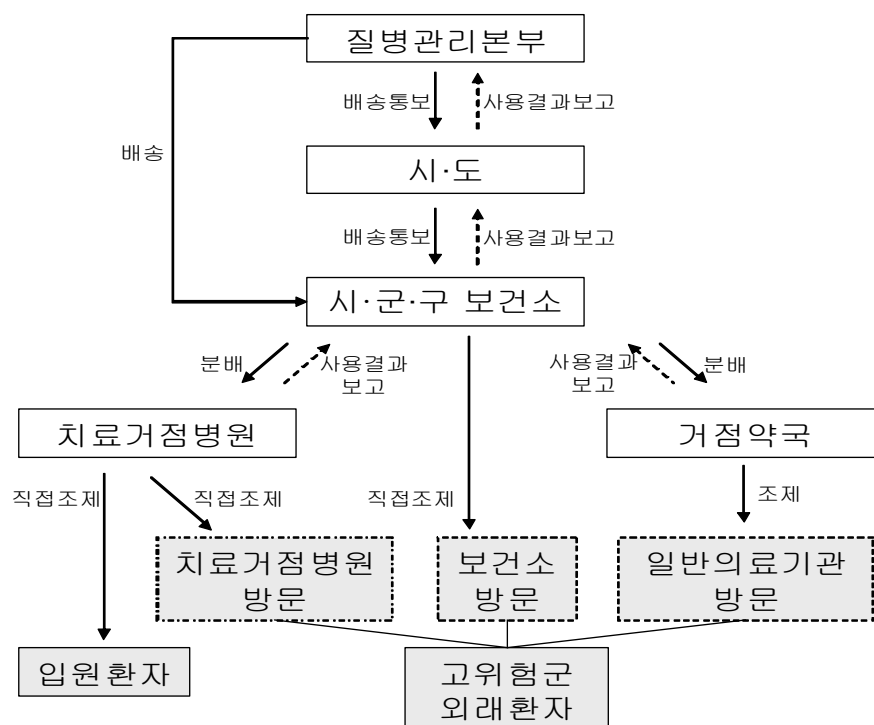 질병관리본부
배송통보
사용결과보고
배송
시·도
배송통보
사용결과보고
시·군·구 보건소
분배
사용결과
보고
사용결과
보고
분배
치료거점병원
거점약국
직접조제
직접조제
직접조제
조제
치료거점병원
방문
보건소
방문
일반의료기관
방문
입원환자
고위험군
외래환자